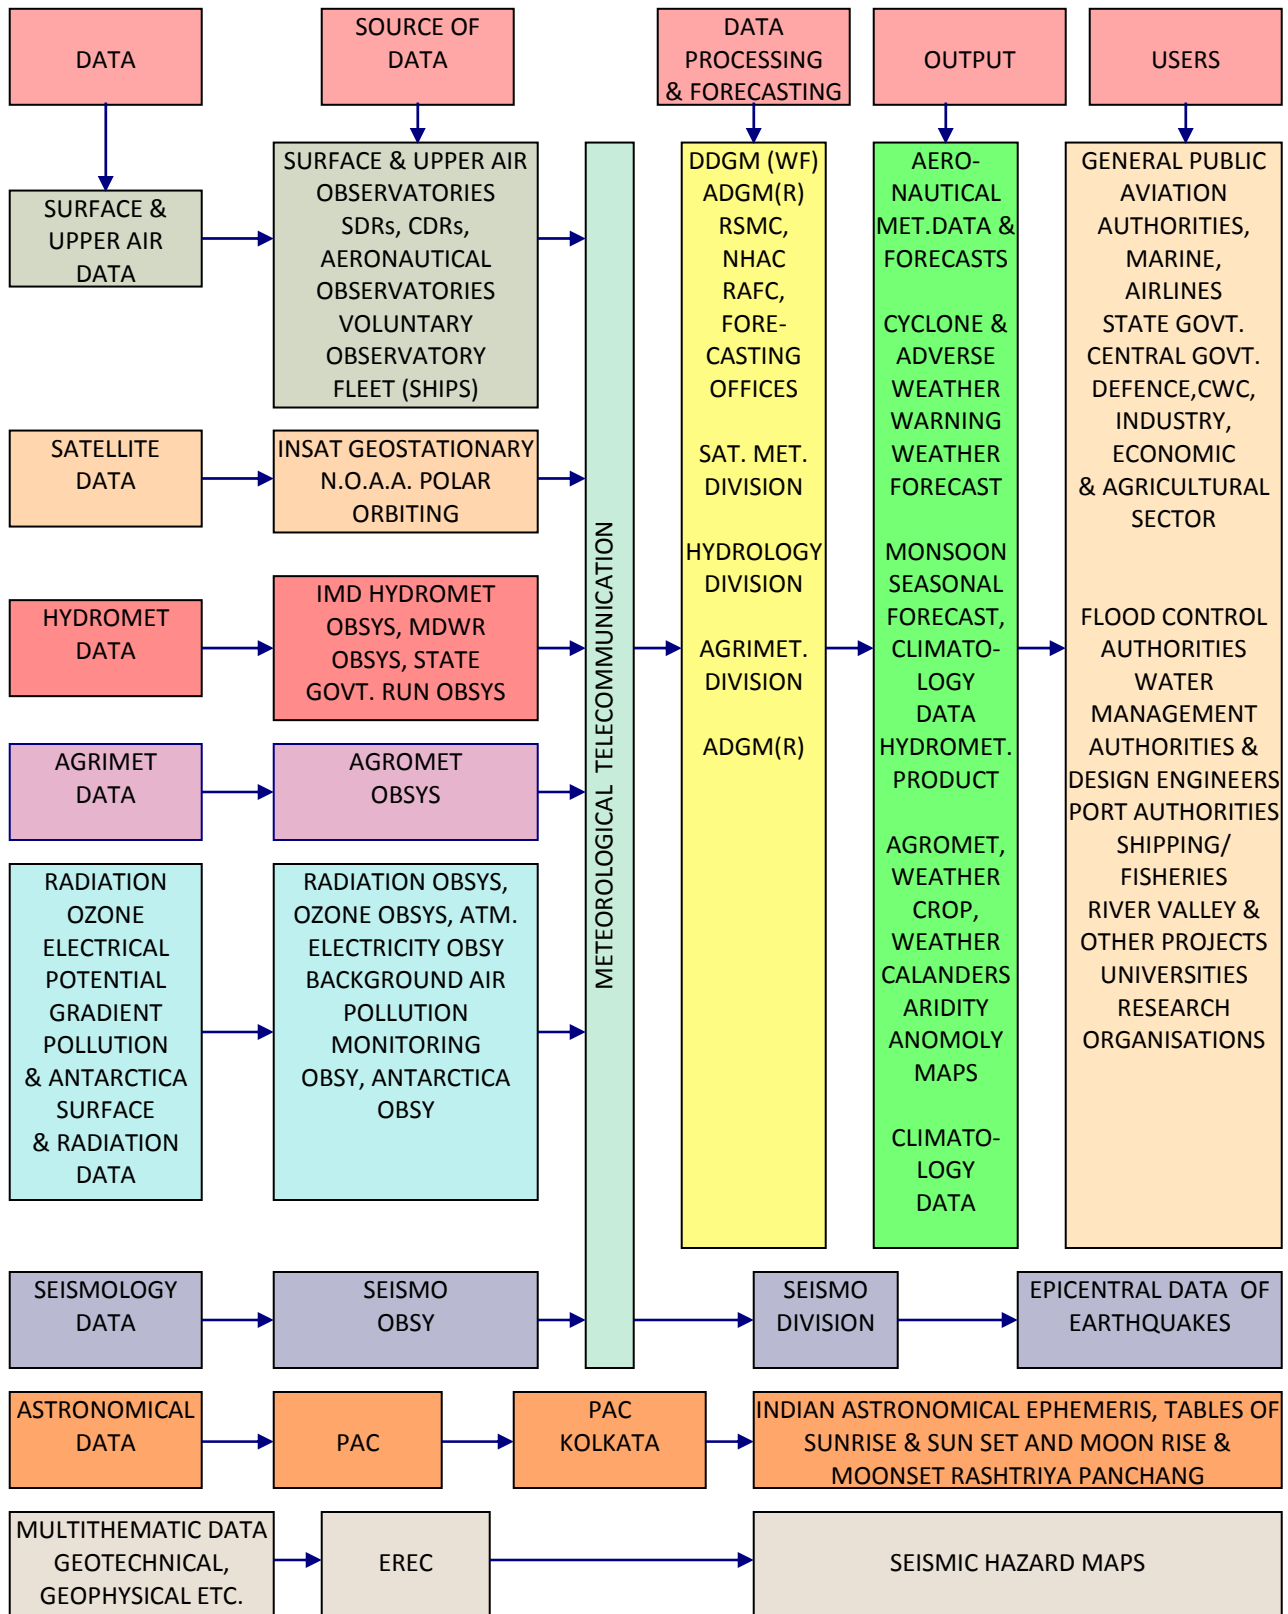 DATA
SOURCE OF
DATA
DATA
PROCESSING
& FORECASTING
OUTPUT
USERS
SURFACE &
UPPER AIR
DATA
SURFACE & UPPER AIR
OBSERVATORIES
SDRs, CDRs,
AERONAUTICAL
OBSERVATORIES
VOLUNTARY
OBSERVATORY
FLEET (SHIPS)
SATELLITE
DATA
INSAT GEOSTATIONARY
N.O.A.A. POLAR
ORBITING
HYDROMET
DATA
IMD HYDROMET
OBSYS, MDWR
OBSYS, STATE
GOVT. RUN OBSYS
AGRIMET
DATA
AGROMET
OBSYS
RADIATION
OZONE
ELECTRICAL
POTENTIAL
GRADIENT
POLLUTION
& ANTARCTICA
SURFACE
& RADIATION
DATA
RADIATION OBSYS,
OZONE OBSYS, ATM.
ELECTRICITY OBSY
BACKGROUND AIR
POLLUTION
MONITORING
OBSY, ANTARCTICA
OBSY
METEOROLOGICAL TELECOMMUNICATION
DDGM (WF)
ADGM(R)
RSMC,
NHAC
RAFC,
FORE-
CASTING
OFFICES
SAT. MET.
DIVISION
HYDROLOGY
DIVISION
AGRIMET.
DIVISION
ADGM(R)
AERO-
NAUTICAL
MET.DATA &
FORECASTS
CYCLONE &
ADVERSE
WEATHER
WARNING
WEATHER
FORECAST
MONSOON
SEASONAL
FORECAST,
CLIMATO-
LOGY
DATA
HYDROMET.
PRODUCT
AGROMET,
WEATHER
CROP,
WEATHER
CALANDERS
ARIDITY
ANOMOLY
MAPS
CLIMATO-
LOGY
DATA
GENERAL PUBLIC
AVIATION
AUTHORITIES,
MARINE,
AIRLINES
STATE GOVT.
CENTRAL GOVT.
DEFENCE,CWC,
INDUSTRY,
ECONOMIC
& AGRICULTURAL
SECTOR
FLOOD CONTROL
AUTHORITIES
WATER
MANAGEMENT
AUTHORITIES &
DESIGN ENGINEERS
PORT AUTHORITIES
SHIPPING/
FISHERIES
RIVER VALLEY &
OTHER PROJECTS
UNIVERSITIES
RESEARCH
ORGANISATIONS
SEISMOLOGY
DATA
SEISMO
OBSY
SEISMO
DIVISION
EPICENTRAL DATA OF
EARTHQUAKES
ASTRONOMICAL
DATA
PAC
PAC
KOLKATA
INDIAN ASTRONOMICAL EPHEMERIS, TABLES OF
SUNRISE & SUN SET AND MOON RISE &
MOONSET RASHTRIYA PANCHANG
MULTITHEMATIC DATA
GEOTECHNICAL,
GEOPHYSICAL ETC.
EREC
SEISMIC HAZARD MAPS